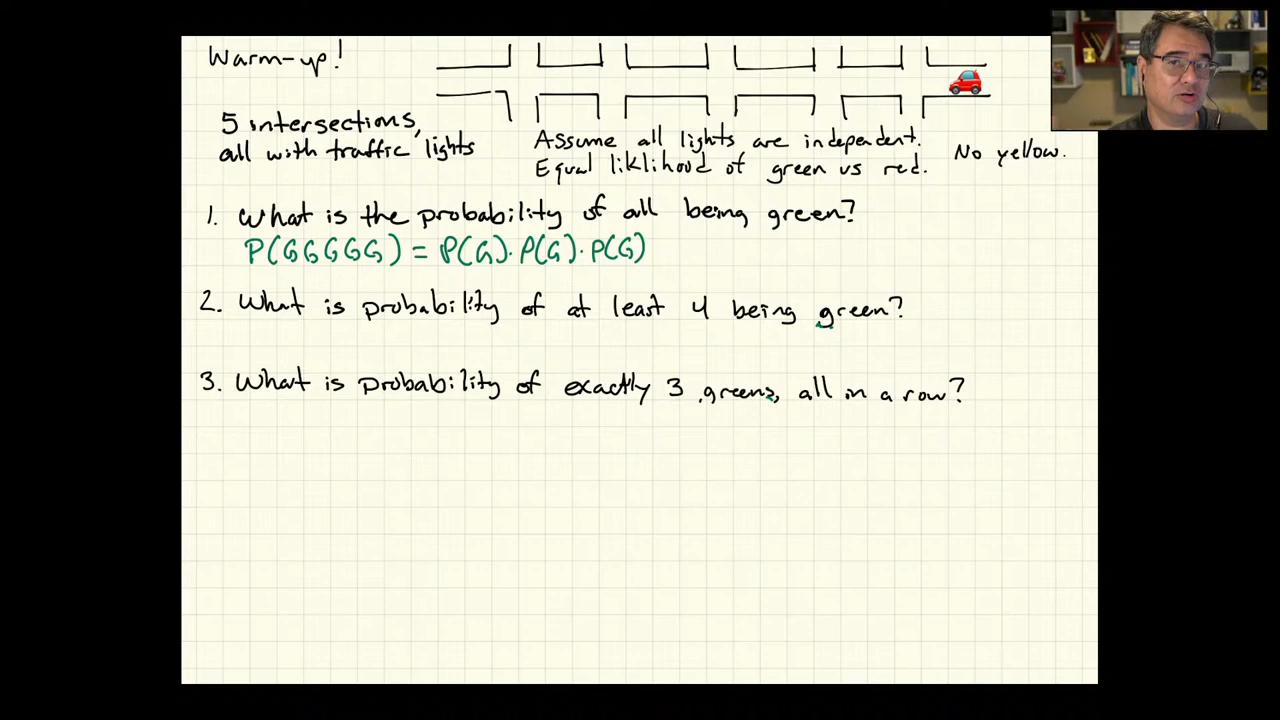 Warm-up!
5 intersections,
all with traffic lights
Assume all lights are independent.
Equal liklihood of green vs red.
No yellow.
1. What is the probability of all being green?
P(GGGGG) = P(G)·P(G)·P(G)
2. What is probability of at least 4 being green?
3. What is probability of exactly 3 greens, all in a row?